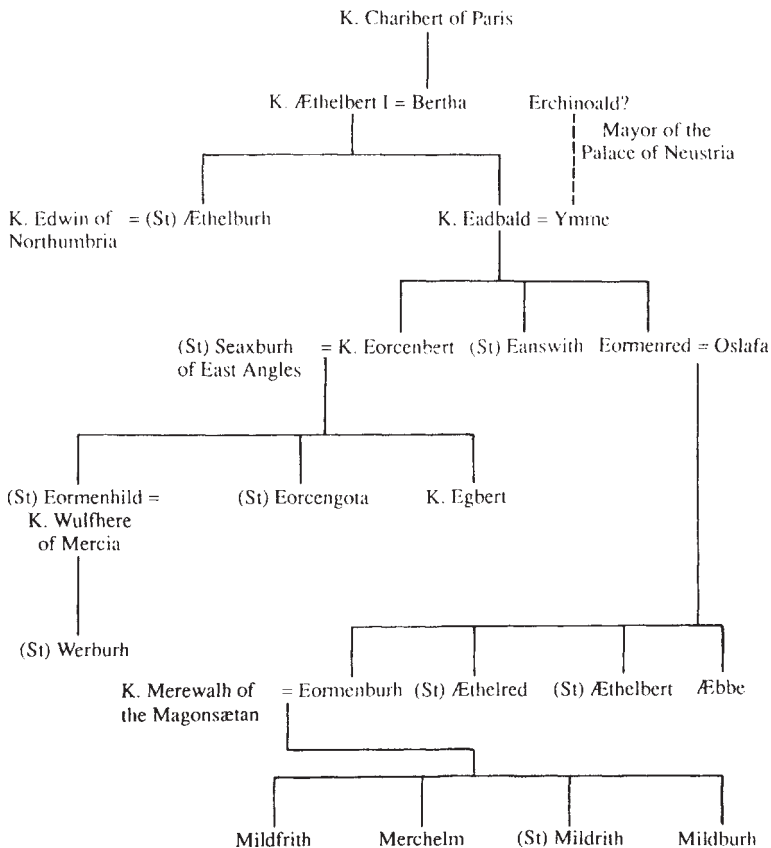 K. Charibert of Paris
K. Æthelbert I = Bertha
Erchinoald?
Mayor of the
Palace of Neustria
K. Edwin of = (St) Æthelburh
Northumbria
K. Eadbald = Ymme
(St) Seaxburh = K. Eorcenbert
of East Angles
(St) Eanswith
Eormenred = Oslafa
(St) Eormenhild =
K. Wulfhere
of Mercia
(St) Eorcengota
K. Egbert
(St) Werburh
K. Merewalh of = Eormenburh
the Magonsætan
(St) Æthelred
(St) Æthelbert
Æbbe
Mildfrith
Merchelm
(St) Mildrith
Mildburh